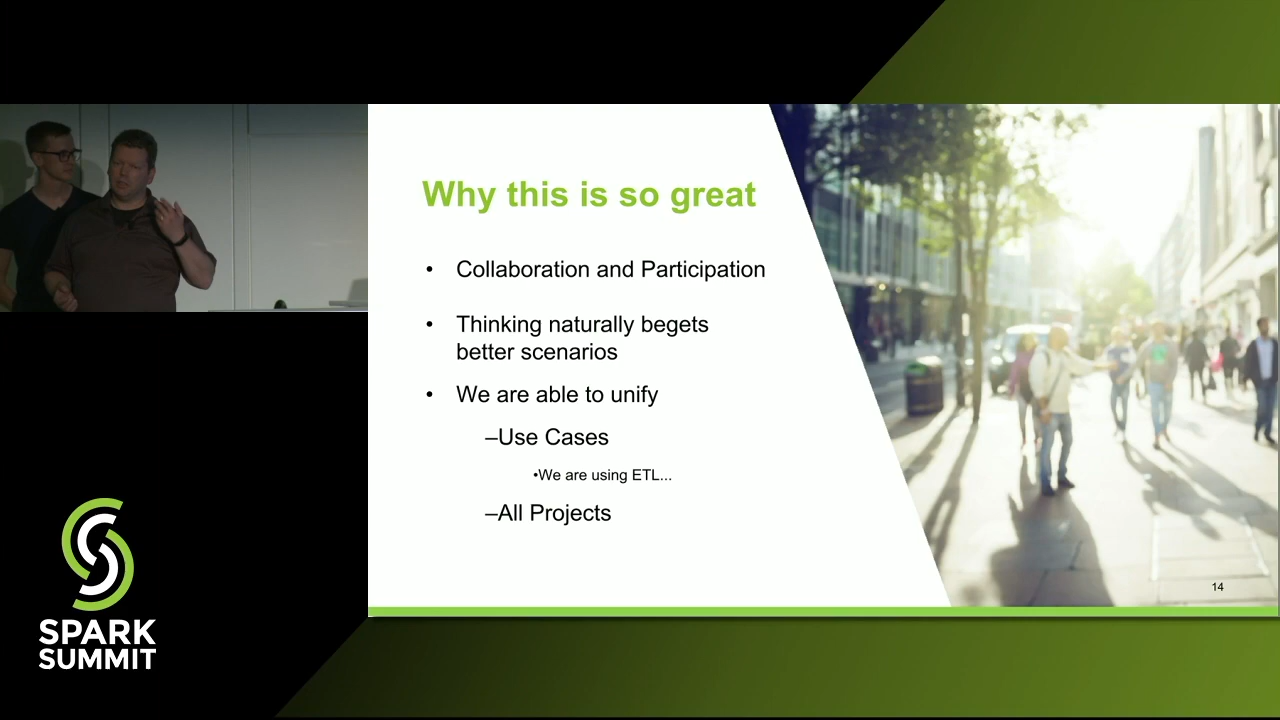 Why this is so great
• Collaboration and Participation
• Thinking naturally begets
better scenarios
• We are able to unify
–Use Cases
•We are using ETL...
–All Projects
14
SPARK
SUMMIT